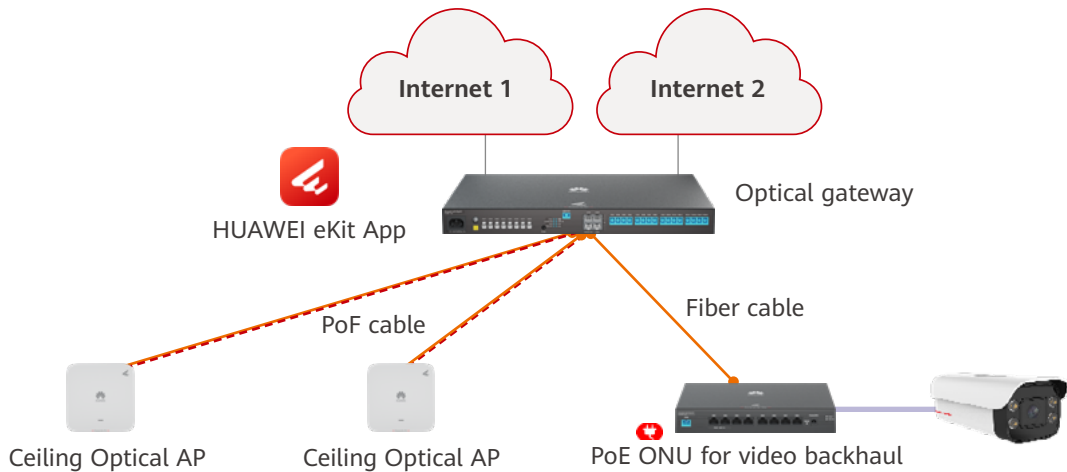 Internet 1
Internet 2
Optical gateway
HUAWEI eKit App
PoF cable
Fiber cable
Ceiling Optical AP
Ceiling Optical AP
PoE ONU for video backhaul